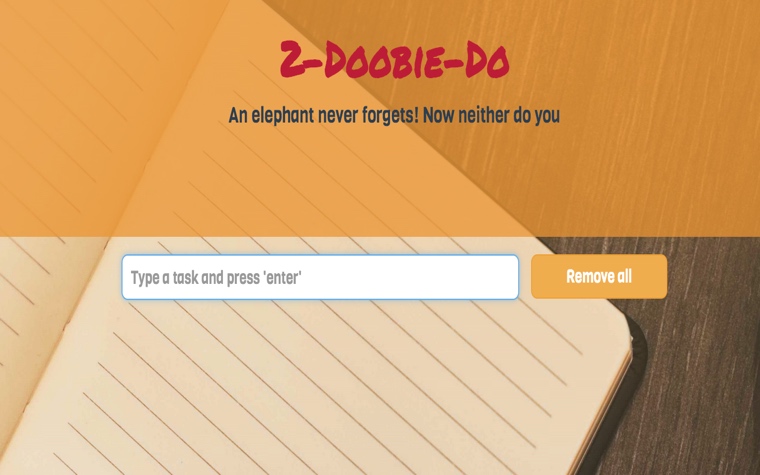 2-Doobie-Do
An elephant never forgets! Now neither do you
Type a task and press 'enter'
Remove all